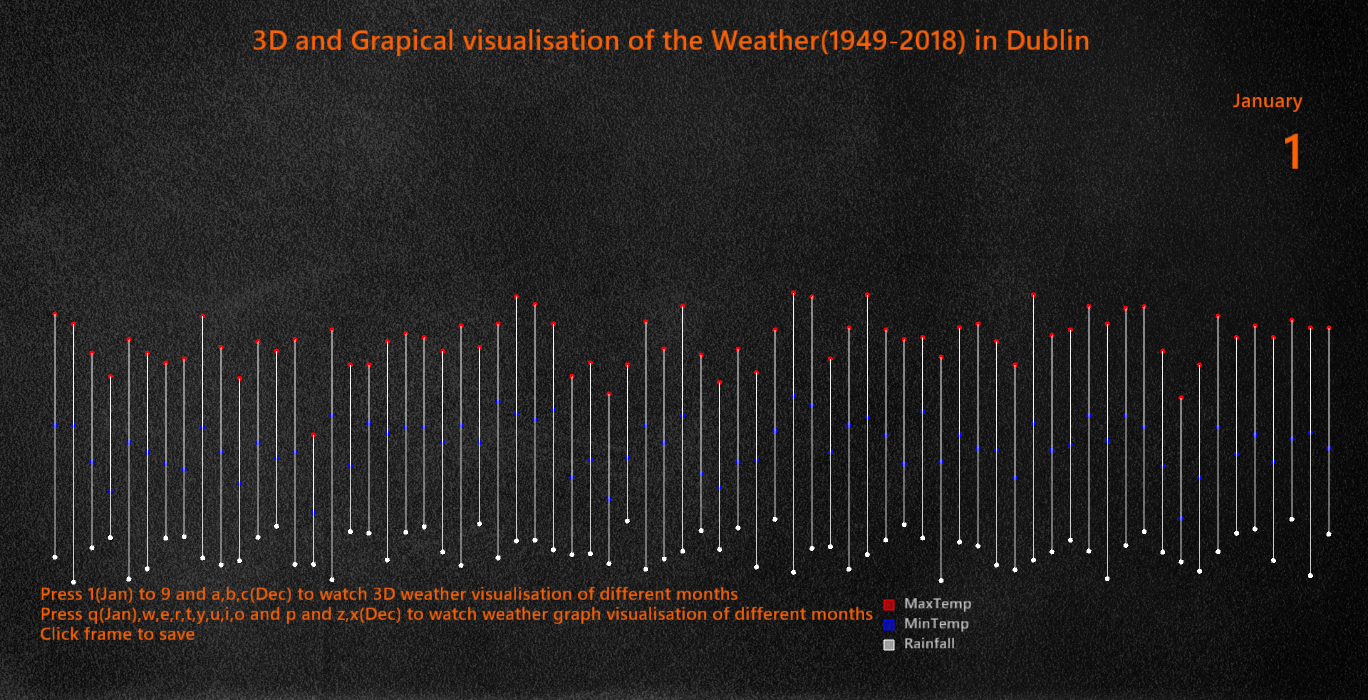 3D and Grapical visualisation of the Weather(1949-2018) in Dublin
January
1
Press 1(Jan) to 9 and a,b,c(Dec) to watch 3D weather visualisation of different months
Press q(Jan),w,e,r,t,y,u,i,o and p and z,x(Dec) to watch weather graph visualisation of different months
Click frame to save
MaxTemp
MinTemp
Rainfall